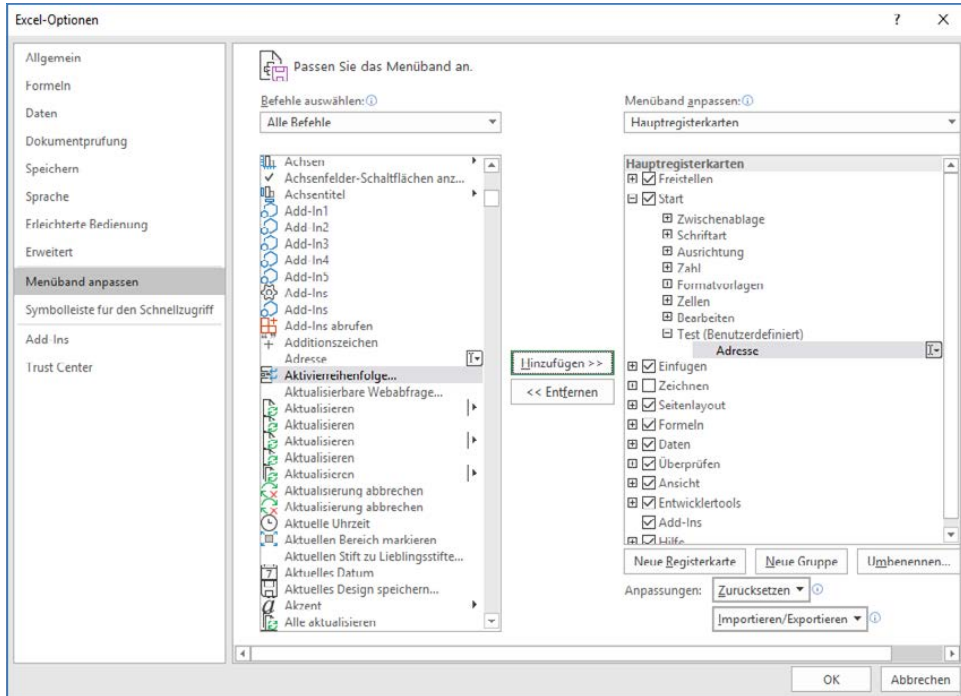 Excel-Optionen
Allgemein
Formeln
Daten
Dokumentprüfung
Speichern
Sprache
Erleichterte Bedienung
Erweitert
Menüband anpassen
Symbolleiste für den Schnellzugriff
Add-Ins
Trust Center
Passen Sie das Menüband an.
Befehle auswählen:
Alle Befehle
Achsen
Achsenfelder-Schaltflächen anz...
Achsentitel
Add-In1
Add-In2
Add-In3
Add-In4
Add-In5
Add-Ins
Add-Ins
Add-Ins abrufen
Additionszeichen
Adresse
Aktivierreihenfolge...
Aktualisierbare Webabfrage...
Aktualisieren
Aktualisieren
Aktualisieren
Aktualisieren
Aktualisieren
Aktualisierung abbrechen
Aktualisierung abbrechen
Aktuelle Uhrzeit
Aktuellen Bereich markieren
Aktuellen Stift zu Lieblingsstifte...
Aktuelles Datum
Aktuelles Design speichern...
Akzent
Alle aktualisieren
Hinzufügen >>
<< Entfernen
Menüband anpassen:
Hauptregisterkarten
Hauptregisterkarten
Freistellen
Start
Zwischenablage
Schriftart
Ausrichtung
Zahl
Formatvorlagen
Zellen
Bearbeiten
Test (Benutzerdefiniert)
Adresse
Einfügen
Zeichnen
Seitenlayout
Formeln
Daten
Überprüfen
Ansicht
Entwicklertools
Add-Ins
Hilfe
Neue Registerkarte
Neue Gruppe
Umbenennen...
Anpassungen:
Zurücksetzen
Importieren/Exportieren
OK
Abbrechen